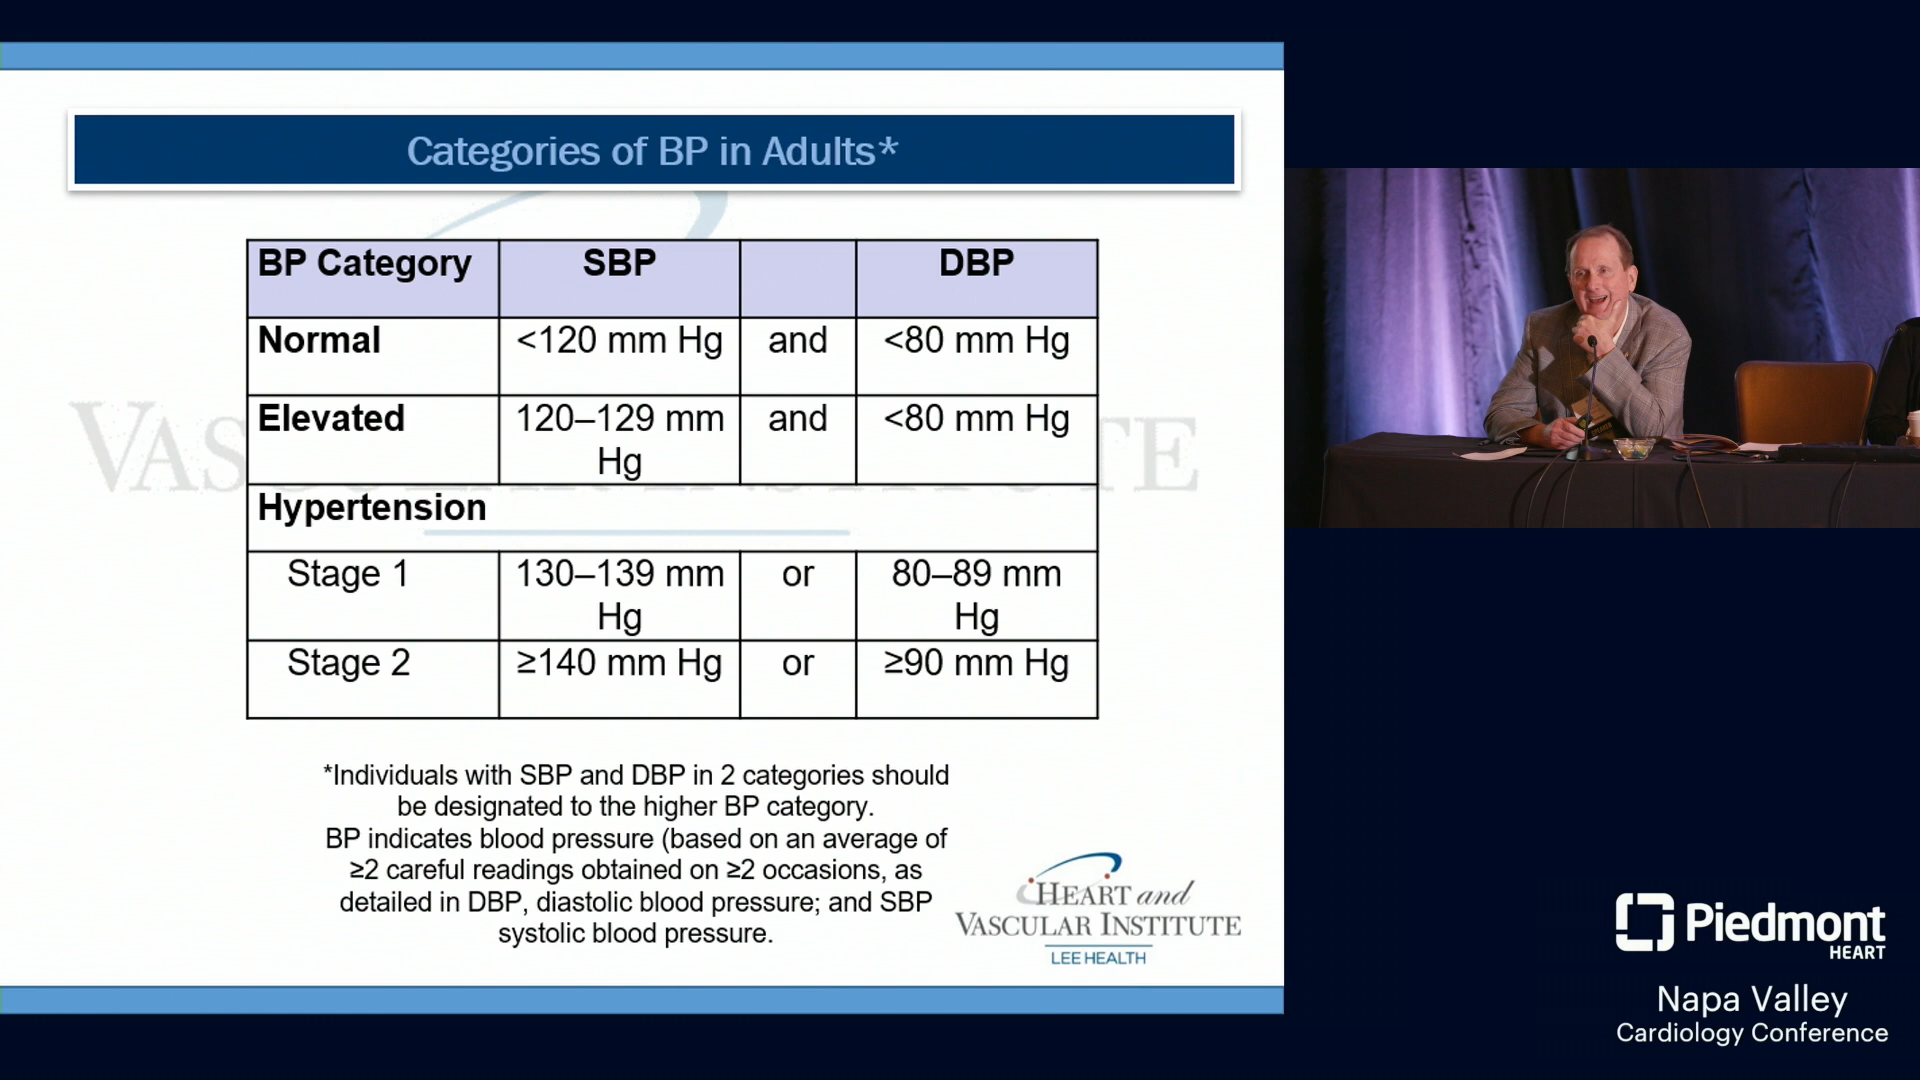 Categories of BP in Adults*
BP Category SBP DBP
Normal <120 mm Hg and <80 mm Hg
Elevated 120–129 mm Hg and <80 mm Hg
Hypertension
Stage 1 130–139 mm Hg or 80–89 mm Hg
Stage 2 ≥140 mm Hg or ≥90 mm Hg
*Individuals with SBP and DBP in 2 categories should
be designated to the higher BP category.
BP indicates blood pressure (based on an average of
≥2 careful readings obtained on ≥2 occasions, as
detailed in DBP, diastolic blood pressure; and SBP
systolic blood pressure.
HEART and
VASCULAR INSTITUTE
LEE HEALTH
Piedmont
HEART
Napa Valley
Cardiology Conference